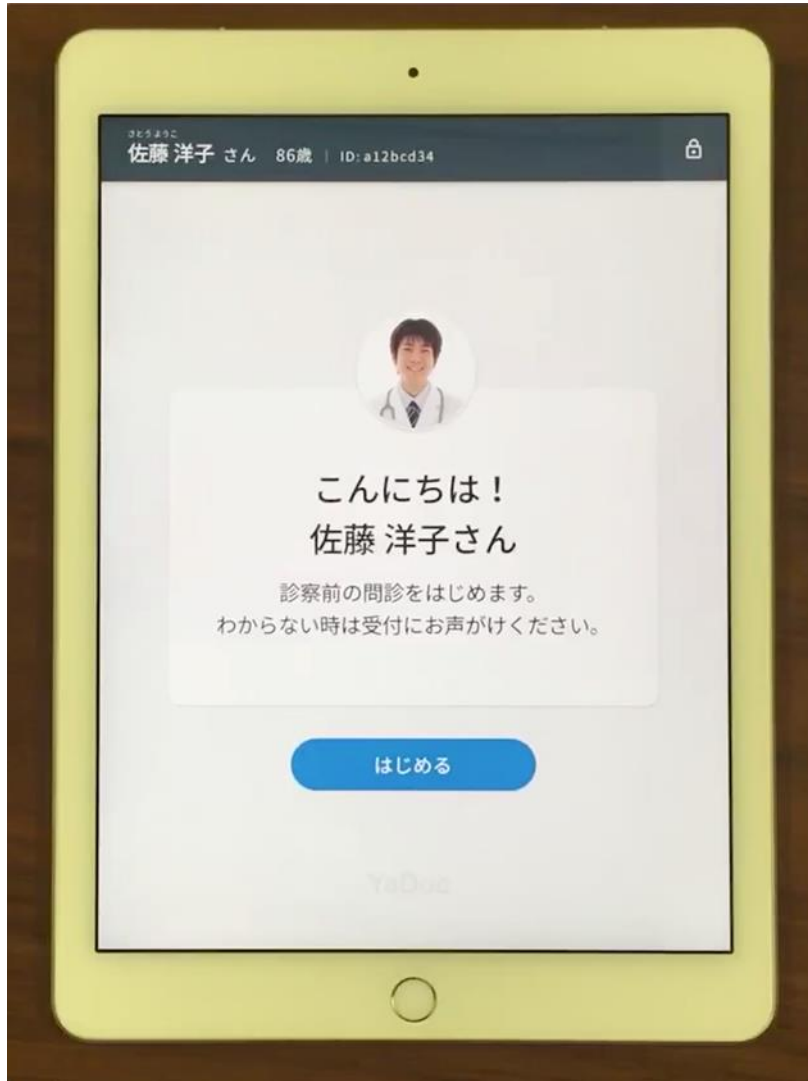 さとうようこ
佐藤 洋子 さん 86歳 | ID: a12bcd34
こんにちは！
佐藤 洋子さん
診察前の問診をはじめます。
わからない時は受付にお声がけください。
はじめる
YaDoc